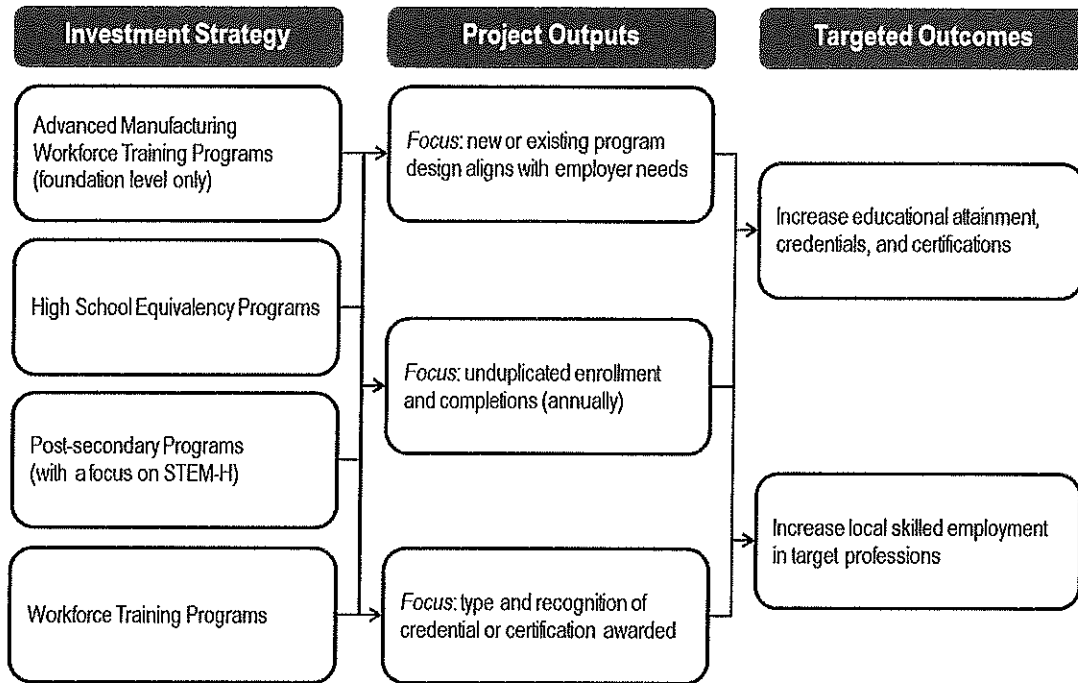 Investment Strategy
Project Outputs
Targeted Outcomes
Advanced Manufacturing
Workforce Training Programs
(foundation level only)
High School Equivalency Programs
Post-secondary Programs
(with a focus on STEM-H)
Workforce Training Programs
Focus: new or existing program
design aligns with employer needs
Focus: unduplicated enrollment
and completions (annually)
Focus: type and recognition of
credential or certification awarded
Increase educational attainment,
credentials, and certifications
Increase local skilled employment
in target professions